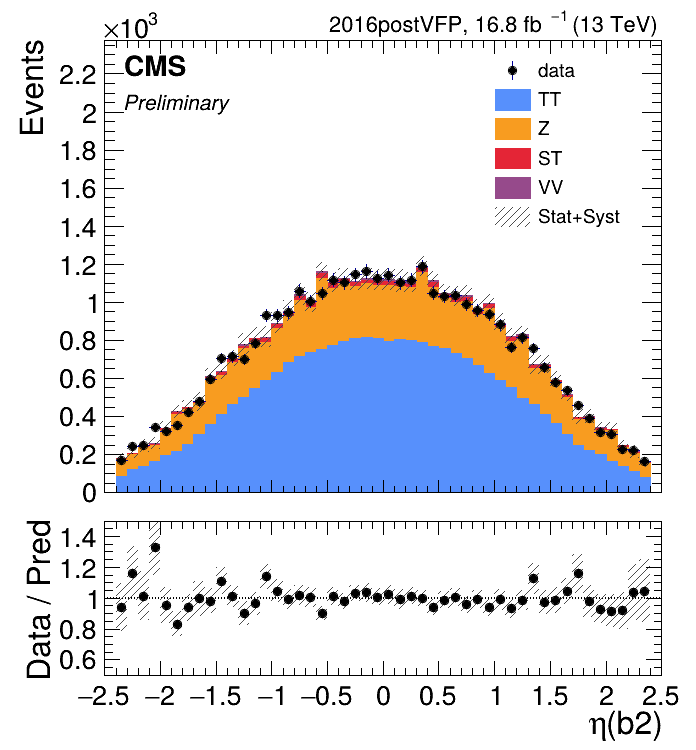 ×10³
2016postVFP, 16.8 fb ⁻¹ (13 TeV)
Events
CMS
Preliminary
data
TT
Z
ST
VV
Stat+Syst
2.2
2
1.8
1.6
1.4
1.2
1
0.8
0.6
0.4
0.2
0
Data / Pred
1.4
1.2
1
0.8
0.6
−2.5 −2 −1.5 −1 −0.5 0 0.5 1 1.5 2 2.5
η(b2)